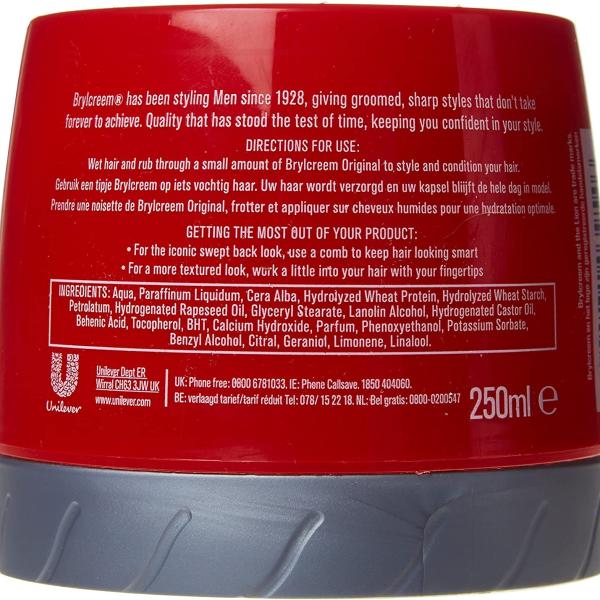 Brylcreem® has been styling Men since 1928, giving groomed, sharp styles that don't take
forever to achieve. Quality that has stood the test of time, keeping you confident in your style.
DIRECTIONS FOR USE:
Wet hair and rub through a small amount of Brylcreem Original to style and condition your hair.
Gebruik een tipje Brylcreem op iets vochtig haar. Uw haar wordt verzorgd en uw kapsel blijft de hele dag in model.
Prendre une noisette de Brylcreem Original, frotter et appliquer sur cheveux humides pour une hydratation optimale.
GETTING THE MOST OUT OF YOUR PRODUCT:
• For the iconic swept back look, use a comb to keep hair looking smart
• For a more textured look, work a little into your hair with your fingertips
INGREDIENTS: Aqua, Paraffinum Liquidum, Cera Alba, Hydrolyzed Wheat Protein, Hydrolyzed Wheat Starch,
Petrolatum, Hydrogenated Rapeseed Oil, Glyceryl Stearate, Lanolin Alcohol, Hydrogenated Castor Oil,
Behenic Acid, Tocopherol, BHT, Calcium Hydroxide, Parfum, Phenoxyethanol, Potassium Sorbate,
Benzyl Alcohol, Citral, Geraniol, Limonene, Linalool.
Unilever
Unilever Dept ER
Wirral CH63 3JW UK
www.unilever.com
UK: Phone free: 0600 6781033. IE: Phone Callsave. 1850 404060.
BE: verlaagd tarief/tarif réduit Tel: 078/ 15 22 18. NL: Bel gratis: 0800-0200547
250ml ℮
Brylcreem and the Lion are trade marks.
Brylcreem en het logo zijn geregistreerde handelsmerken